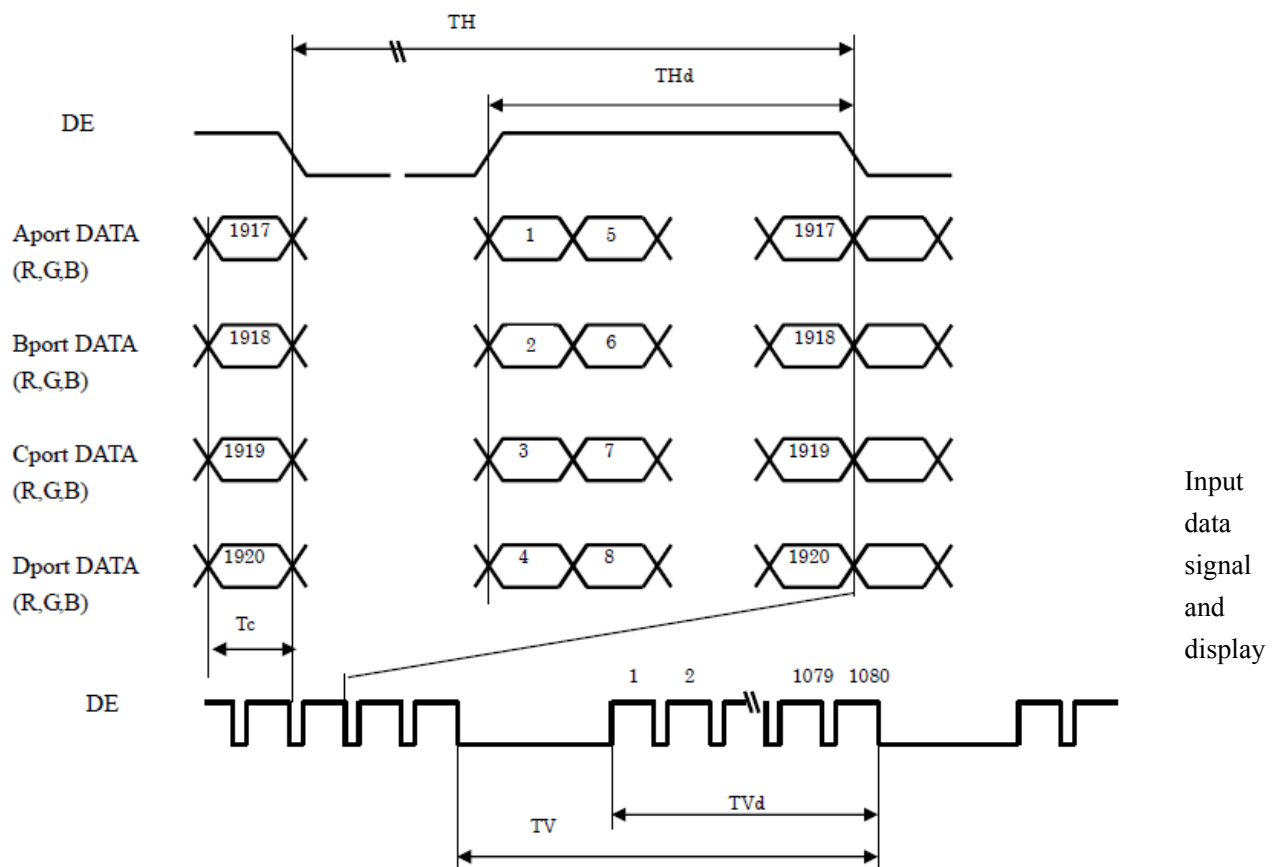 TH
THd
DE
Aport DATA
(R,G,B)
1917
1
5
1917
Bport DATA
(R,G,B)
1918
2
6
1918
Cport DATA
(R,G,B)
1919
3
7
1919
Dport DATA
(R,G,B)
1920
4
8
1920
Tc
DE
1
2
1079
1080
TVd
TV
Input
data
signal
and
display